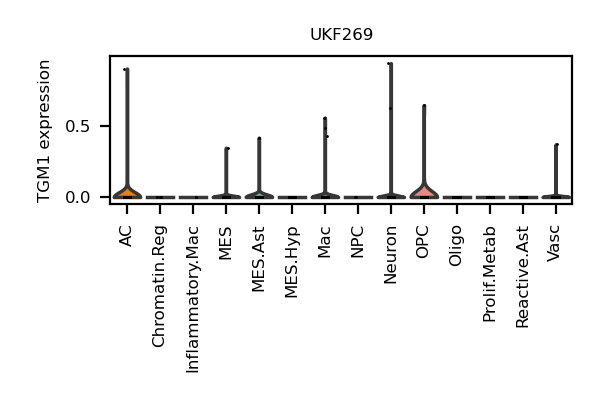 UKF269
TGM1 expression
0.5
0.0
AC
Chromatin.Reg
Inflammatory.Mac
MES
MES.Ast
MES.Hyp
Mac
NPC
Neuron
OPC
Oligo
Prolif.Metab
Reactive.Ast
Vasc